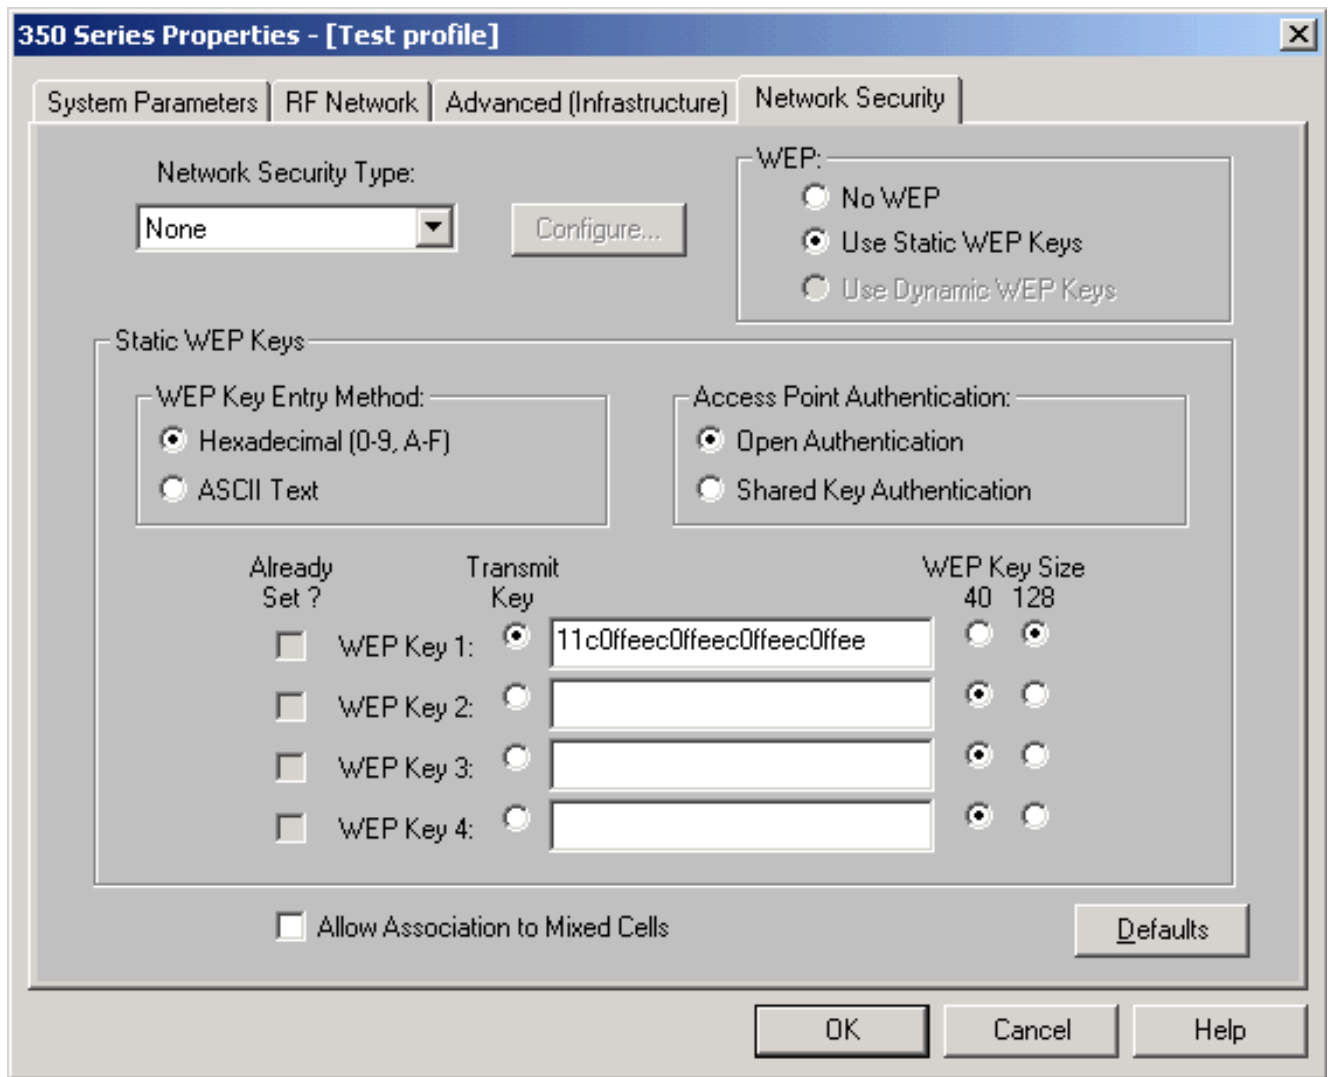 350 Series Properties - [Test profile]
System Parameters RF Network Advanced (Infrastructure) Network Security
Network Security Type:
None
Configure...
WEP:
No WEP
Use Static WEP Keys
Use Dynamic WEP Keys
Static WEP Keys
WEP Key Entry Method:
Hexadecimal (0-9, A-F)
ASCII Text
Access Point Authentication:
Open Authentication
Shared Key Authentication
Already
Set ?
Transmit
Key
WEP Key Size
40 128
WEP Key 1: 11c0ffeec0ffeec0ffeec0ffee
WEP Key 2:
WEP Key 3:
WEP Key 4:
Allow Association to Mixed Cells
Defaults
OK Cancel Help